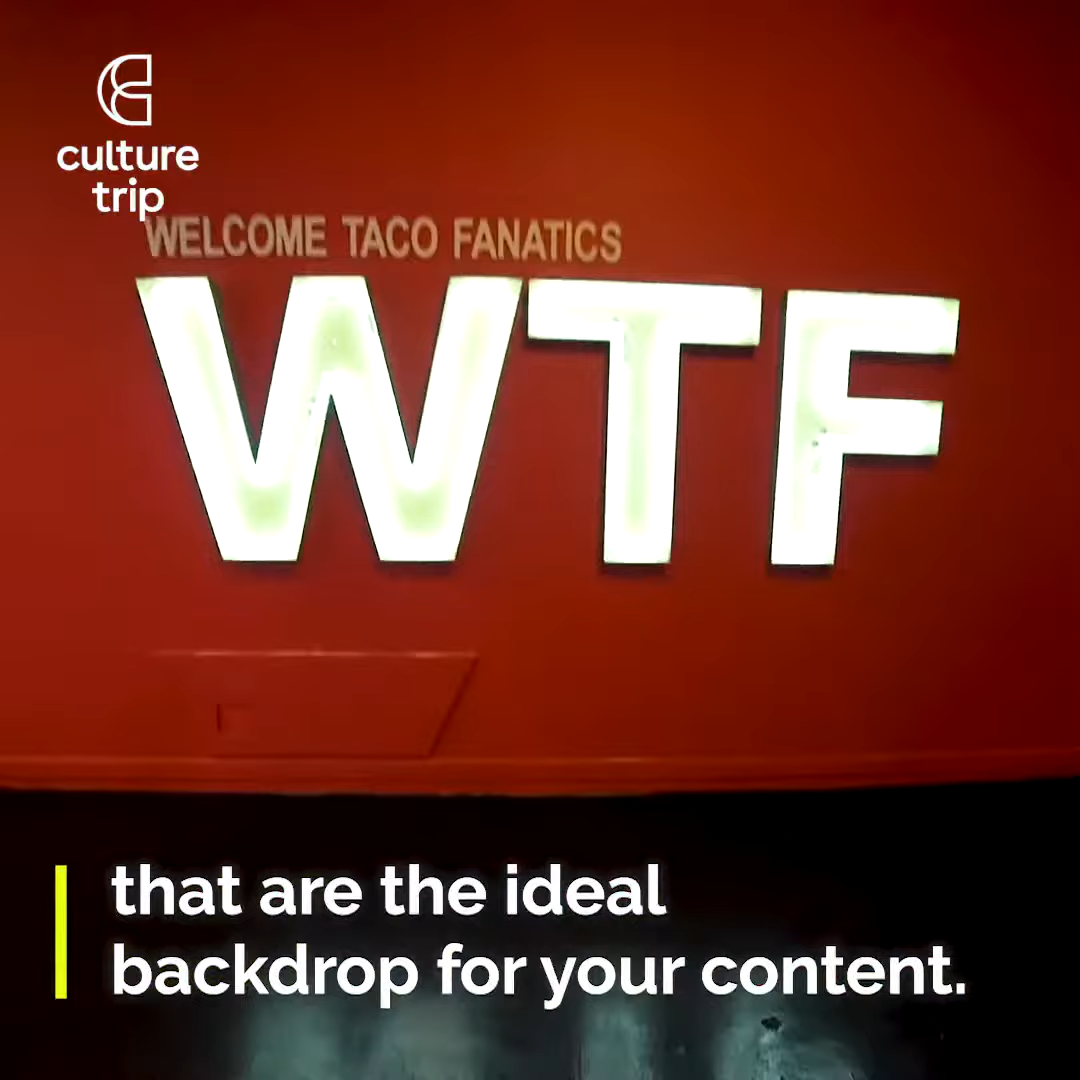 culture
trip
WELCOME TACO FANATICS
WTF
that are the ideal
backdrop for your content.